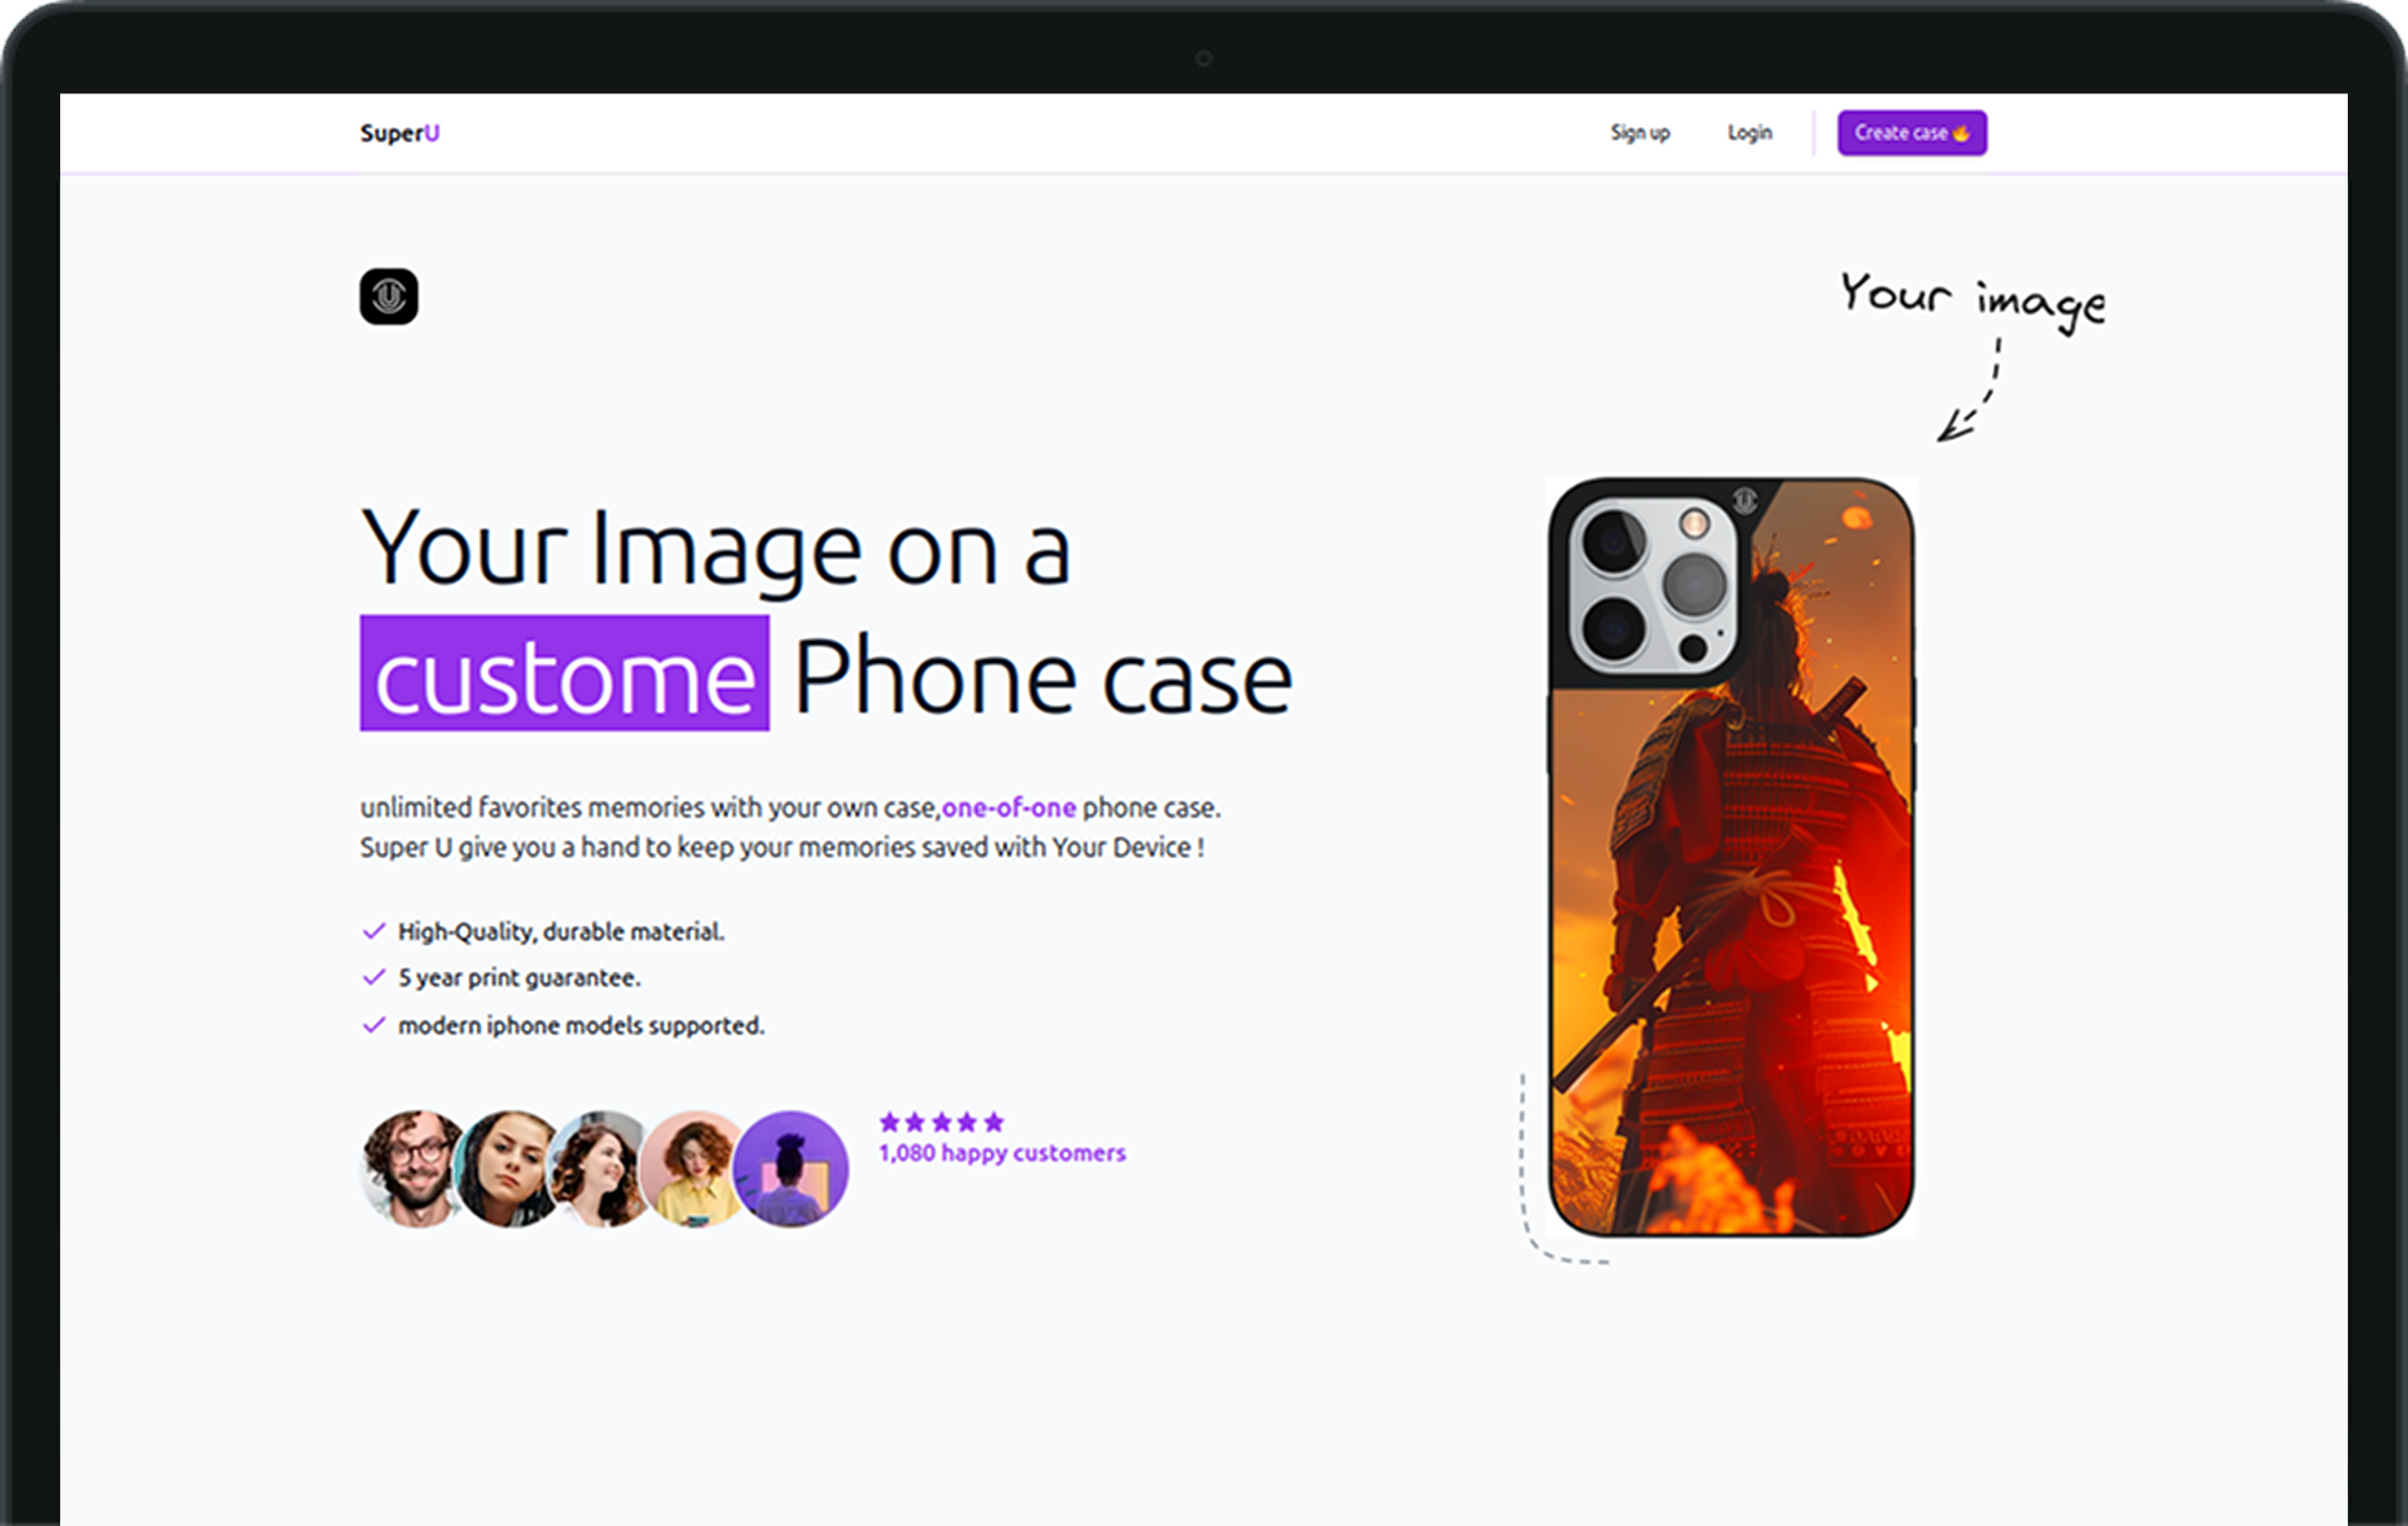 SuperU
Sign up
Login
Create case🔥
Your image
Your Image on a
custome Phone case
unlimited favorites memories with your own case,one-of-one phone case.
Super U give you a hand to keep your memories saved with Your Device !
High-Quality, durable material.
5 year print guarantee.
modern iphone models supported.
1,080 happy customers